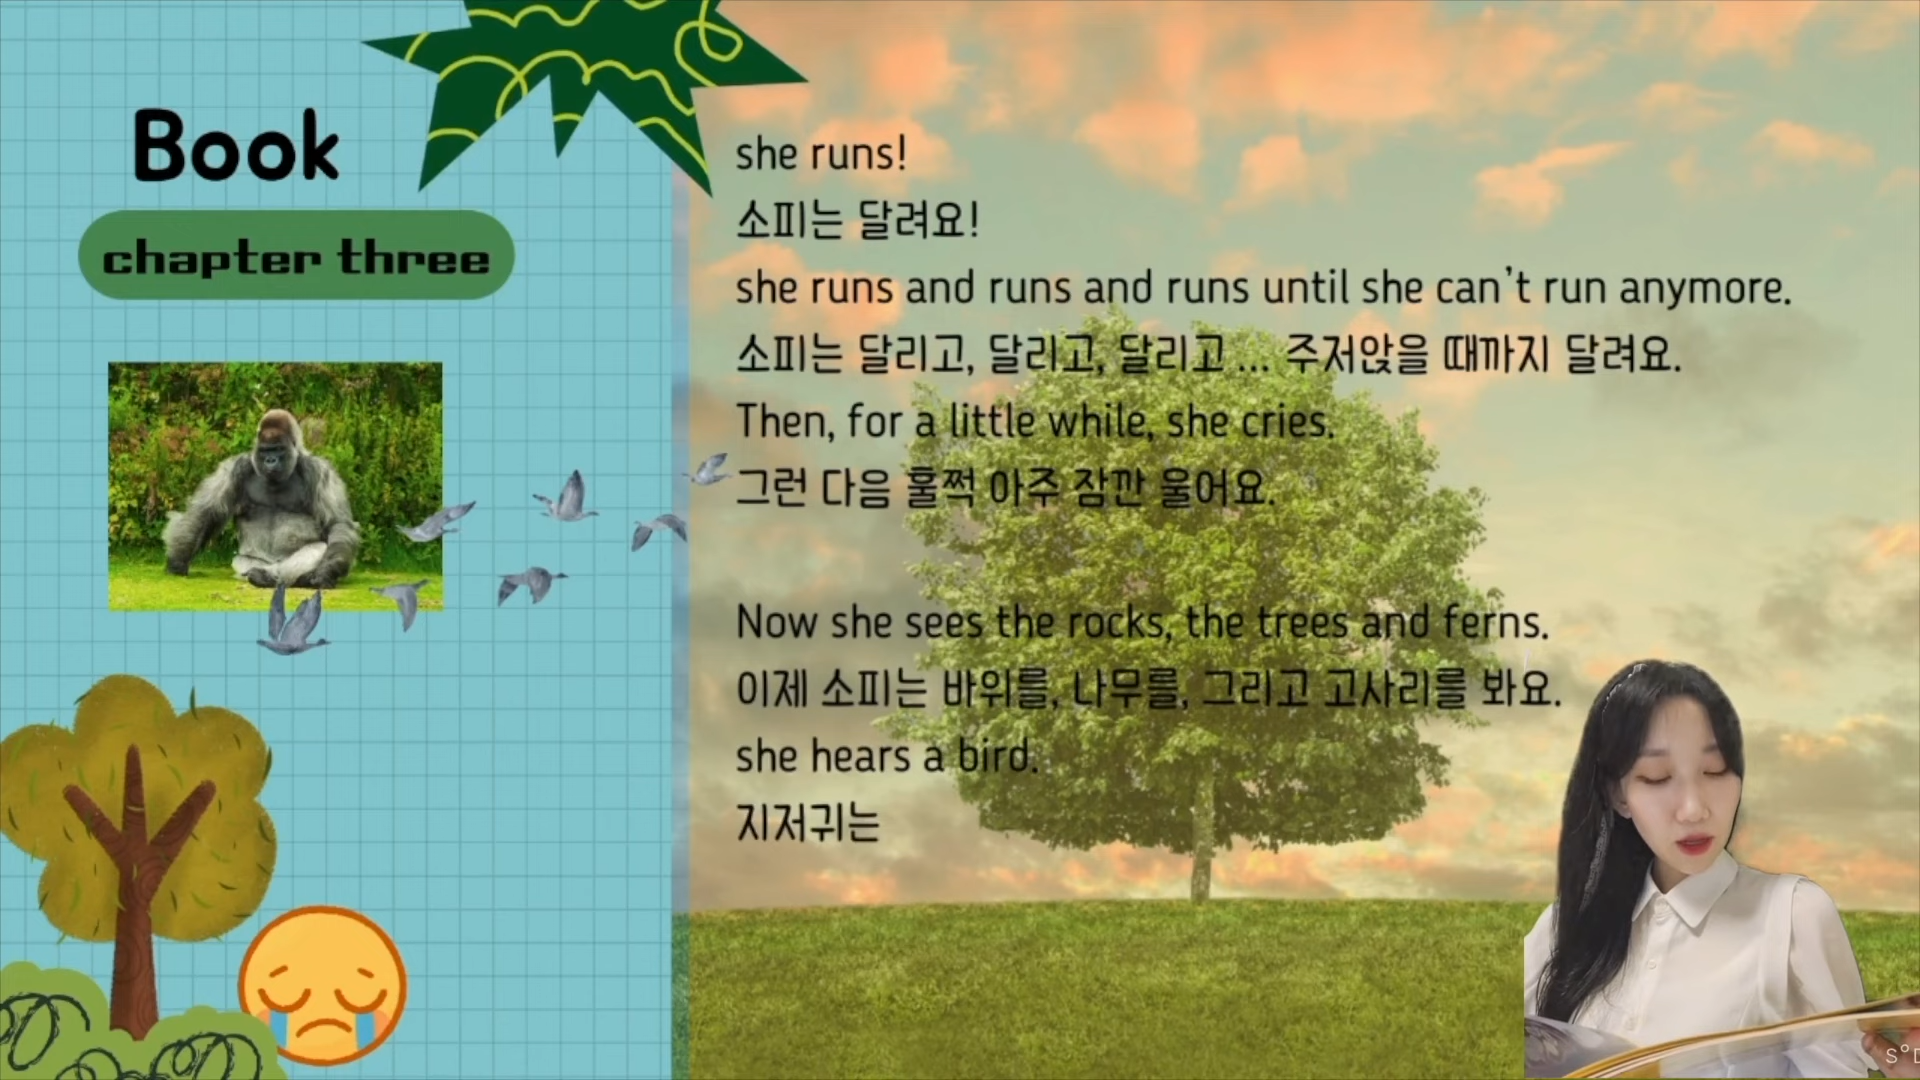 Book
chapter three
she runs!
소피는 달려요!
she runs and runs and runs until she can't run anymore.
소피는 달리고, 달리고, 달리고 ... 주저앉을 때까지 달려요.
Then, for a little while, she cries.
그런 다음 훌쩍 아주 잠깐 울어요.
Now she sees the rocks, the trees and ferns.
이제 소피는 바위를, 나무를, 그리고 고사리를 봐요.
she hears a bird.
지저귀는